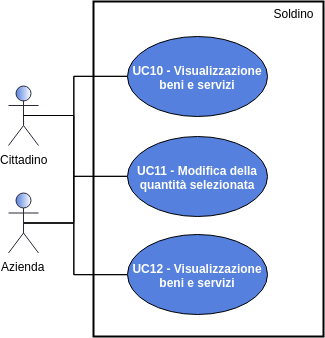 Soldino
UC10 - Visualizzazione
beni e servizi
Cittadino
UC11 - Modifica della
quantità selezionata
Azienda
UC12 - Visualizzazione
beni e servizi